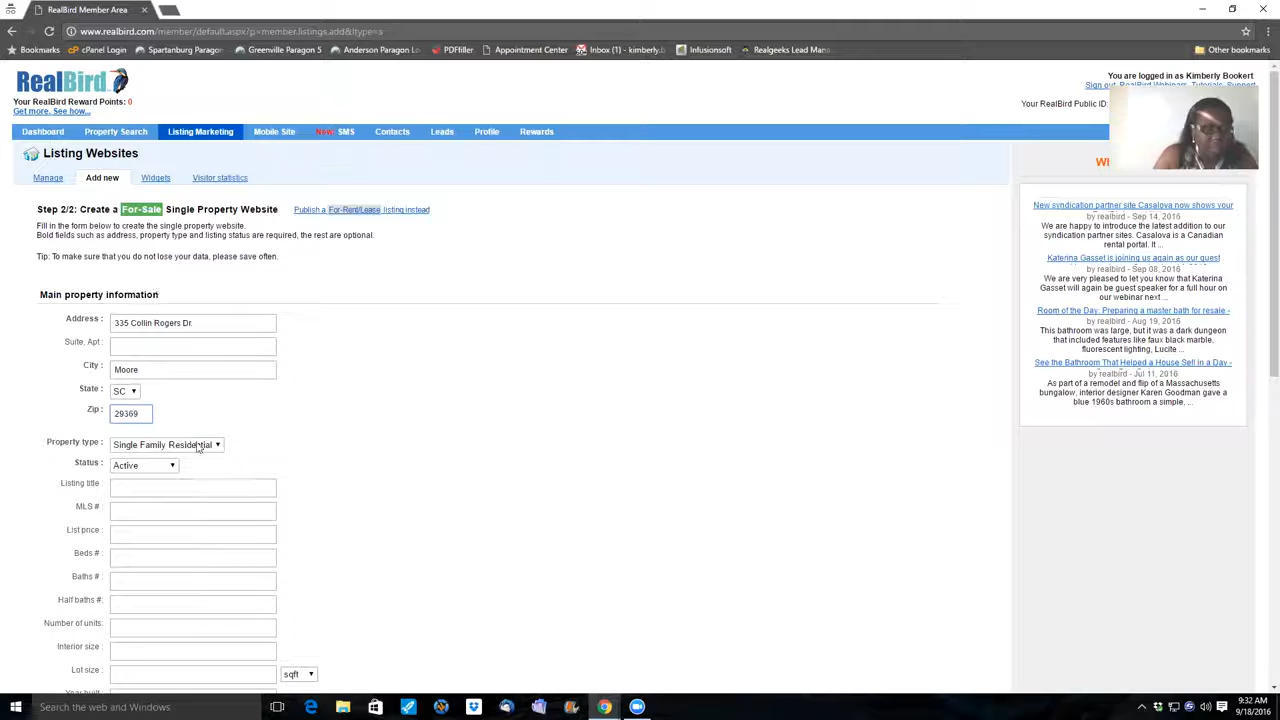 RealBird Member Area
www.realbird.com/member/default.aspx?p=member.listings.add&ltype=s
Bookmarks
cPanel Login
Spartanburg Paragon
Greenville Paragon 5
Anderson Paragon Lo
PDFfiller
Appointment Center
Inbox (1) - kimberly.b
Infusionsoft
Realgeeks Lead Mana
Other bookmarks
RealBird
Your RealBird Reward Points: 0
Get more. See how...
You are logged in as Kimberly Bookert
Sign out RealBird Webinars Tutorials Support
Your RealBird Public ID:
Dashboard
Property Search
Listing Marketing
Mobile Site
New: SMS
Contacts
Leads
Profile
Rewards
Listing Websites
Manage
Add new
Widgets
Visitor statistics
Step 2/2: Create a For-Sale Single Property Website
Publish a For-Rent/Lease listing instead
Fill in the form below to create the single property website.
Bold fields such as address, property type and listing status are required, the rest are optional.
Tip: To make sure that you do not lose your data, please save often.
Main property information
Address :
335 Collin Rogers Dr.
Suite, Apt :
City :
Moore
State :
SC
Zip :
29369
Property type :
Single Family Residential
Status :
Active
Listing title :
MLS # :
List price :
Beds # :
Baths # :
Half baths #:
Number of units:
Interior size :
Lot size :
sqft
New syndication partner site Casalova now shows your
by realbird - Sep 14, 2016
We are happy to introduce the latest addition to our
syndication partner sites. Casalova is a Canadian
rental portal. It ...
Katerina Gasset is joining us again as our guest
by realbird - Sep 08, 2016
We are very pleased to let you know that Katerina
Gasset will again be guest speaker for a full hour on
our webinar next ...
Room of the Day: Preparing a master bath for resale -
by realbird - Aug 19, 2016
This bathroom was large, but it was a dark dungeon
that included features like faux black marble,
fluorescent lighting, Lucite ...
See the Bathroom That Helped a House Sell in a Day -
by realbird - Jul 11, 2016
As part of a remodel and flip of a Massachusetts
bungalow, interior designer Karen Goodman gave a
blue 1960s bathroom a simple, ...
Search the web and Windows
9:32 AM
9/18/2016